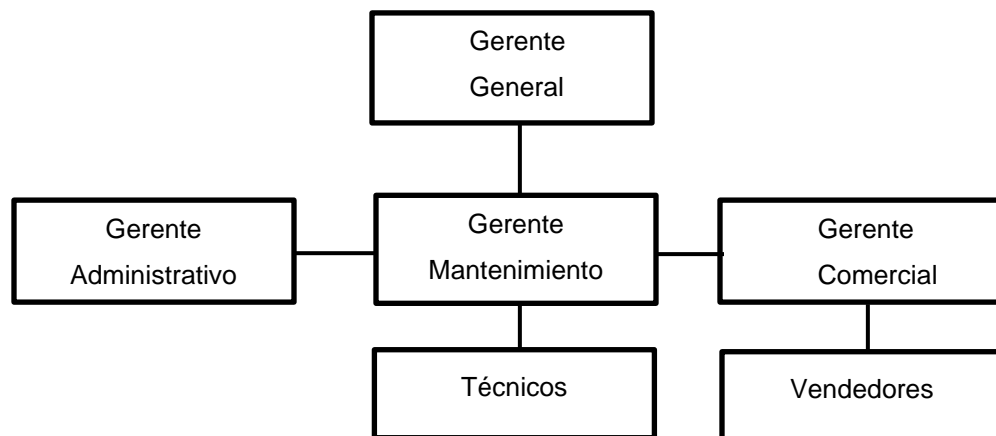 Gerente
General
Gerente
Administrativo
Gerente
Mantenimiento
Gerente
Comercial
Técnicos
Vendedores